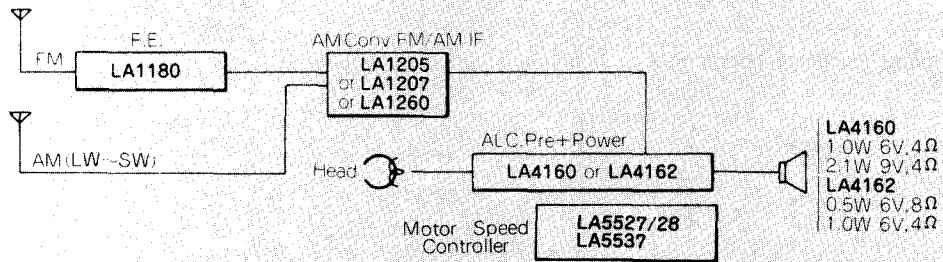 F.E.
FM
LA1180
AM Conv. FM/AM IF
LA1205
or LA1207
or LA1260
AM (LW~SW)
ALC. Pre+Power
Head
LA4160 or LA4162
LA4160
1.0W 6V, 4Ω
2.1W 9V, 4Ω
LA4162
0.5W 6V, 8Ω
1.0W 6V, 4Ω
Motor Speed
Controller
LA5527/28
LA5537